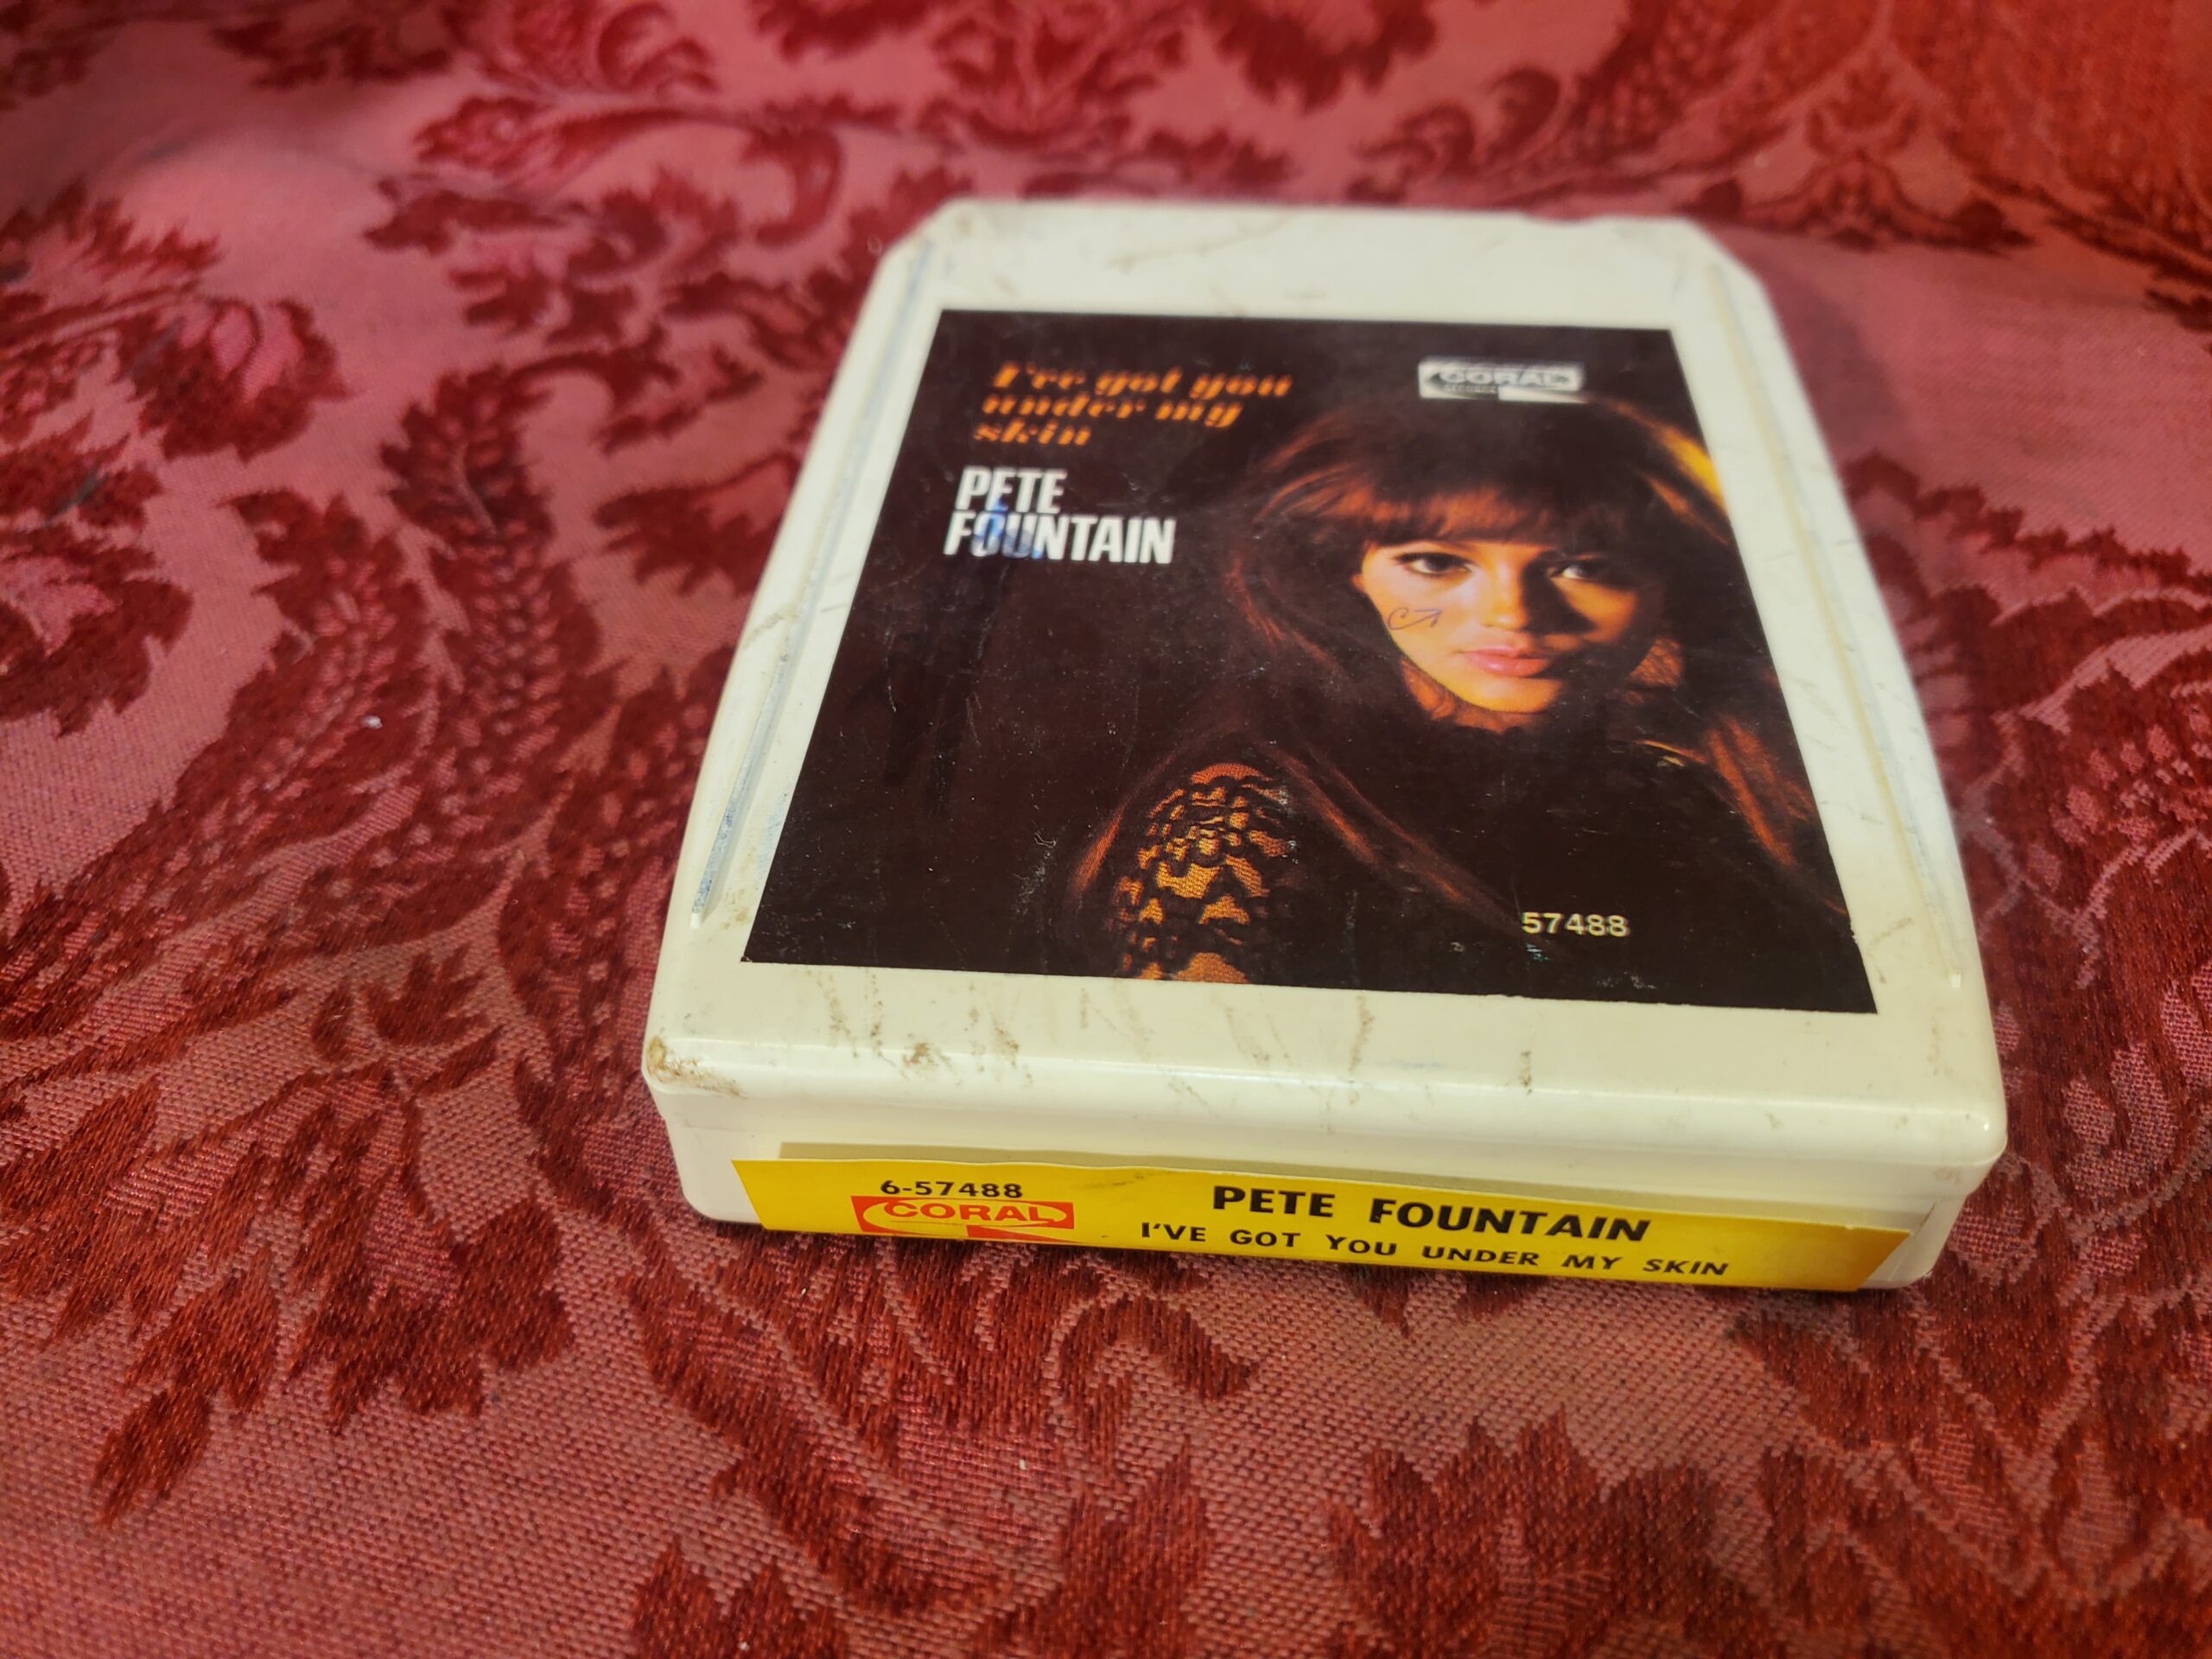 I've got you
under my
skin
CORAL
PETE
FOUNTAIN
57488
6-57488
CORAL
PETE FOUNTAIN
I'VE GOT YOU UNDER MY SKIN